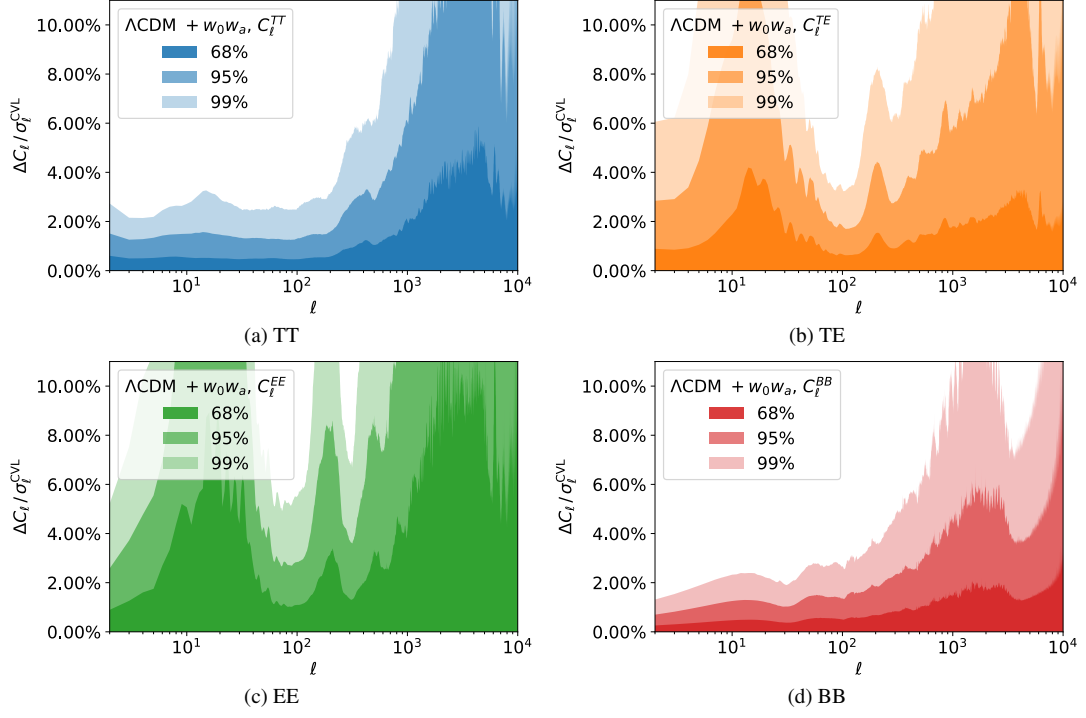 ΛCDM + w₀wₐ, C_ℓ^{TT}
68%
95%
99%
10.00%
8.00%
6.00%
4.00%
2.00%
0.00%
ΔC_ℓ / σ_ℓ^{CVL}
10¹ 10² 10³ 10⁴
ℓ
(a) TT
ΛCDM + w₀wₐ, C_ℓ^{TE}
68%
95%
99%
10.00%
8.00%
6.00%
4.00%
2.00%
0.00%
ΔC_ℓ / σ_ℓ^{CVL}
10¹ 10² 10³ 10⁴
ℓ
(b) TE
ΛCDM + w₀wₐ, C_ℓ^{EE}
68%
95%
99%
10.00%
8.00%
6.00%
4.00%
2.00%
0.00%
ΔC_ℓ / σ_ℓ^{CVL}
10¹ 10² 10³ 10⁴
ℓ
(c) EE
ΛCDM + w₀wₐ, C_ℓ^{BB}
68%
95%
99%
10.00%
8.00%
6.00%
4.00%
2.00%
0.00%
ΔC_ℓ / σ_ℓ^{CVL}
10¹ 10² 10³ 10⁴
ℓ
(d) BB